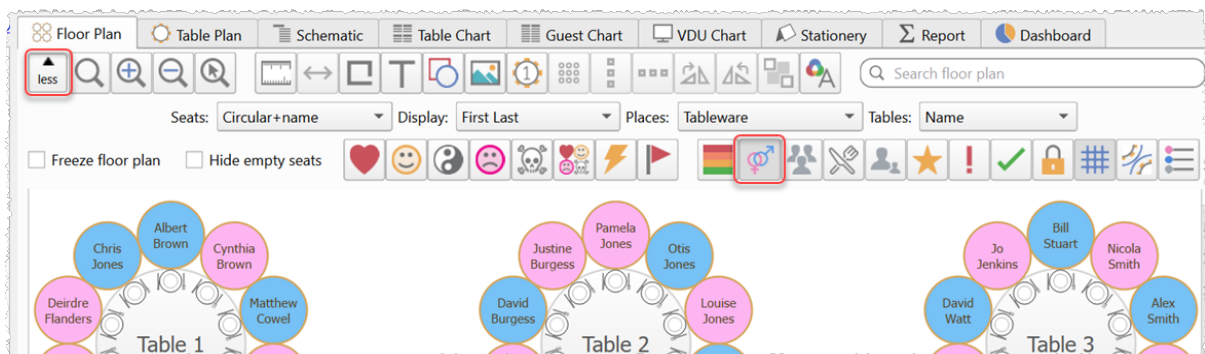 Floor Plan
Table Plan
Schematic
Table Chart
Guest Chart
VDU Chart
Stationery
Σ Report
Dashboard
less
T
1
A
Search floor plan
Seats: Circular+name
Display: First Last
Places: Tableware
Tables: Name
Freeze floor plan
Hide empty seats
!
Albert
Brown
Chris
Jones
Cynthia
Brown
Deirdre
Flanders
Matthew
Cowel
Table 1
Pamela
Jones
Justine
Burgess
Otis
Jones
David
Burgess
Louise
Jones
Table 2
Bill
Stuart
Jo
Jenkins
Nicola
Smith
David
Watt
Alex
Smith
Table 3